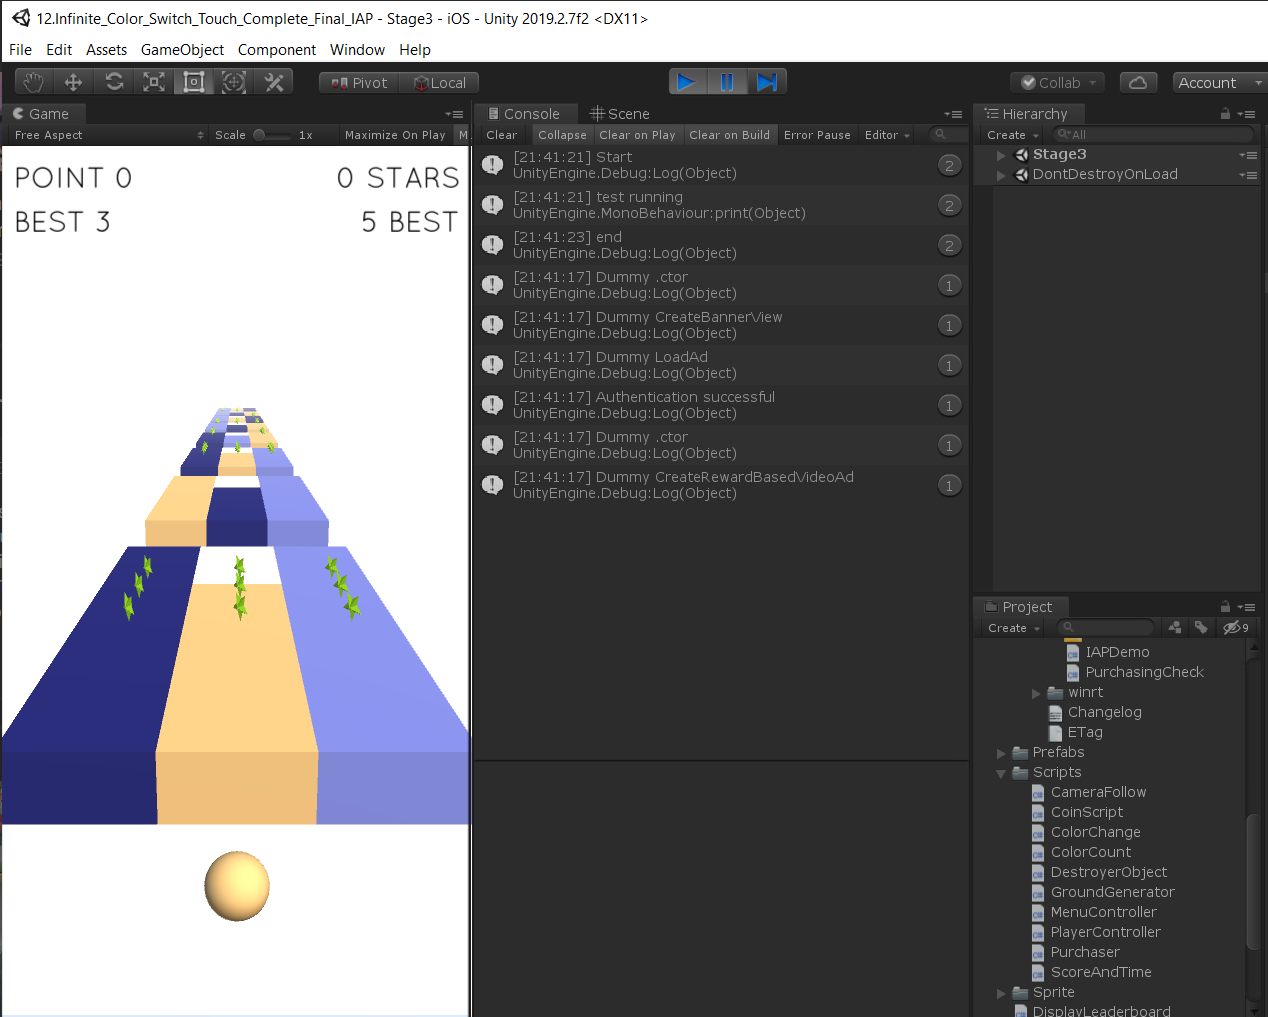 12.Infinite_Color_Switch_Touch_Complete_Final_IAP - Stage3 - iOS - Unity 2019.2.7f2 <DX11>
File Edit Assets GameObject Component Window Help
Pivot Local Collab Account
Game
Free Aspect Scale 1x Maximize On Play M
POINT 0 0 STARS
BEST 3 5 BEST
Console Scene
Clear Collapse Clear on Play Clear on Build Error Pause Editor
[21:41:21] Start
UnityEngine.Debug:Log(Object)
2
[21:41:21] test running
UnityEngine.MonoBehaviour:print(Object)
2
[21:41:23] end
UnityEngine.Debug:Log(Object)
2
[21:41:17] Dummy .ctor
UnityEngine.Debug:Log(Object)
1
[21:41:17] Dummy CreateBannerView
UnityEngine.Debug:Log(Object)
1
[21:41:17] Dummy LoadAd
UnityEngine.Debug:Log(Object)
1
[21:41:17] Authentication successful
UnityEngine.Debug:Log(Object)
1
[21:41:17] Dummy .ctor
UnityEngine.Debug:Log(Object)
1
[21:41:17] Dummy CreateRewardBasedVideoAd
UnityEngine.Debug:Log(Object)
1
Hierarchy
Create All
Stage3
DontDestroyOnLoad
Project
Create 9
IAPDemo
PurchasingCheck
winrt
Changelog
ETag
Prefabs
Scripts
CameraFollow
CoinScript
ColorChange
ColorCount
DestroyerObject
GroundGenerator
MenuController
PlayerController
Purchaser
ScoreAndTime
Sprite
DisplayLeaderboard